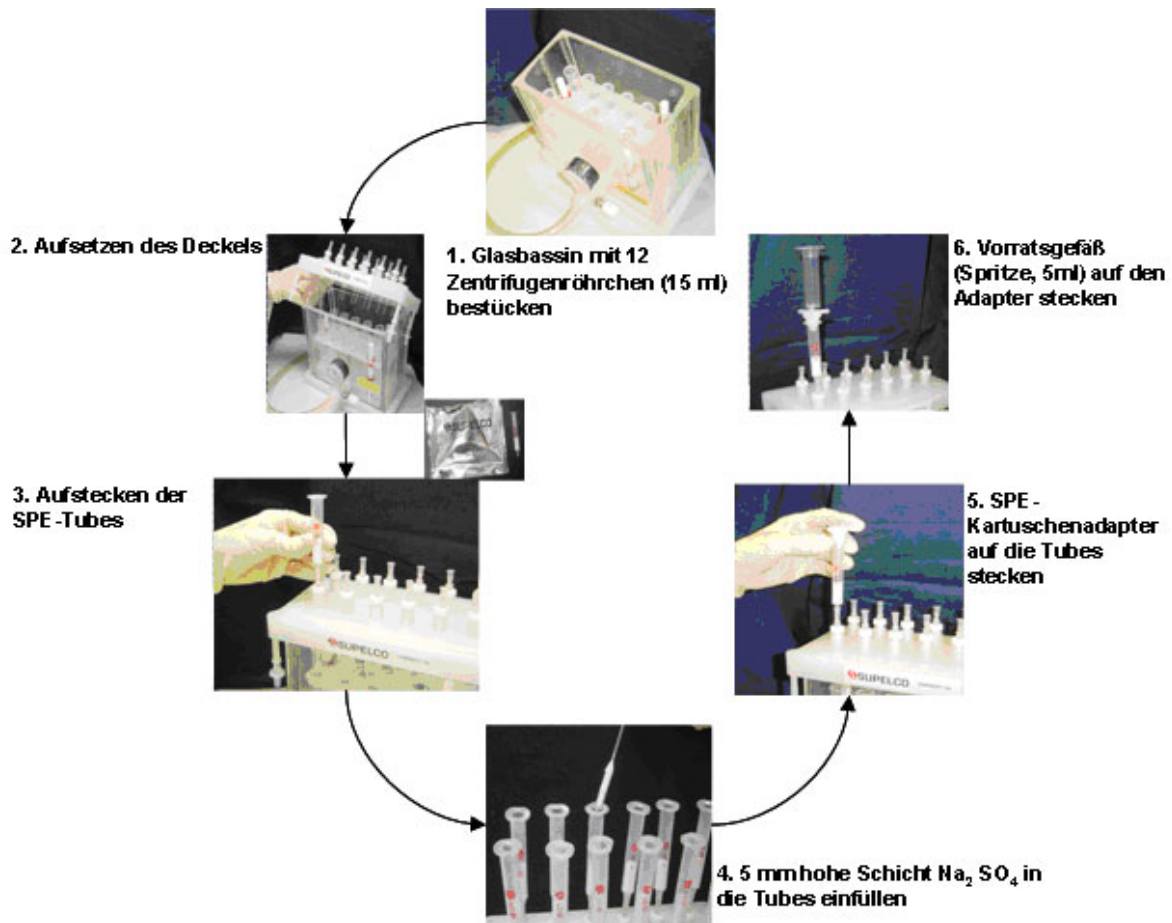 1. Glasbassin mit 12
Zentrifugenröhrchen (15 ml)
bestücken
2. Aufsetzen des Deckels
SUPELCO
SUPELCO
3. Aufstecken der
SPE -Tubes
SUPELCO
4. 5 mm hohe Schicht Na₂ SO₄ in
die Tubes einfüllen
5. SPE -
Kartuschenadapter
auf die Tubes
stecken
SUPELCO
6. Vorratsgefäß
(Spritze, 5ml) auf den
Adapter stecken